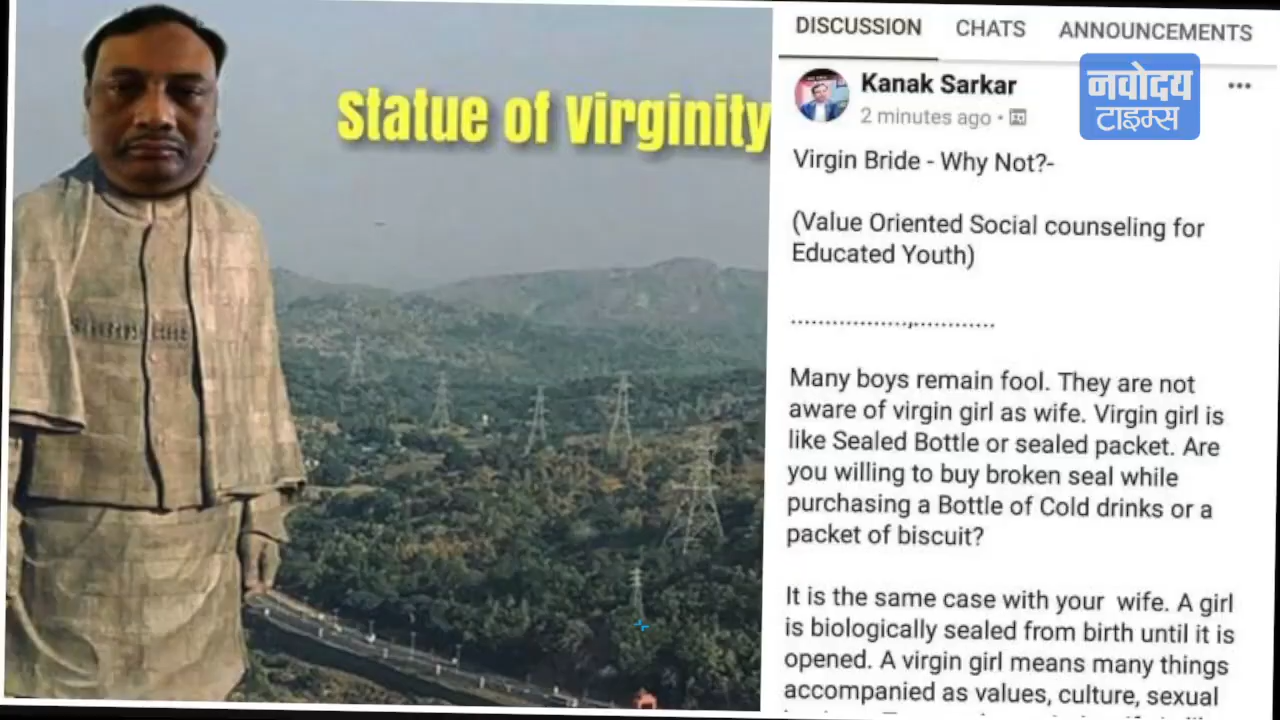 Statue of Virginity
DISCUSSION CHATS ANNOUNCEMENTS
नवोदय
टाइम्स
Kanak Sarkar
2 minutes ago •
Virgin Bride - Why Not?-
(Value Oriented Social counseling for
Educated Youth)
Many boys remain fool. They are not
aware of virgin girl as wife. Virgin girl is
like Sealed Bottle or sealed packet. Are
you willing to buy broken seal while
purchasing a Bottle of Cold drinks or a
packet of biscuit?
It is the same case with your wife. A girl
is biologically sealed from birth until it is
opened. A virgin girl means many things
accompanied as values, culture, sexual